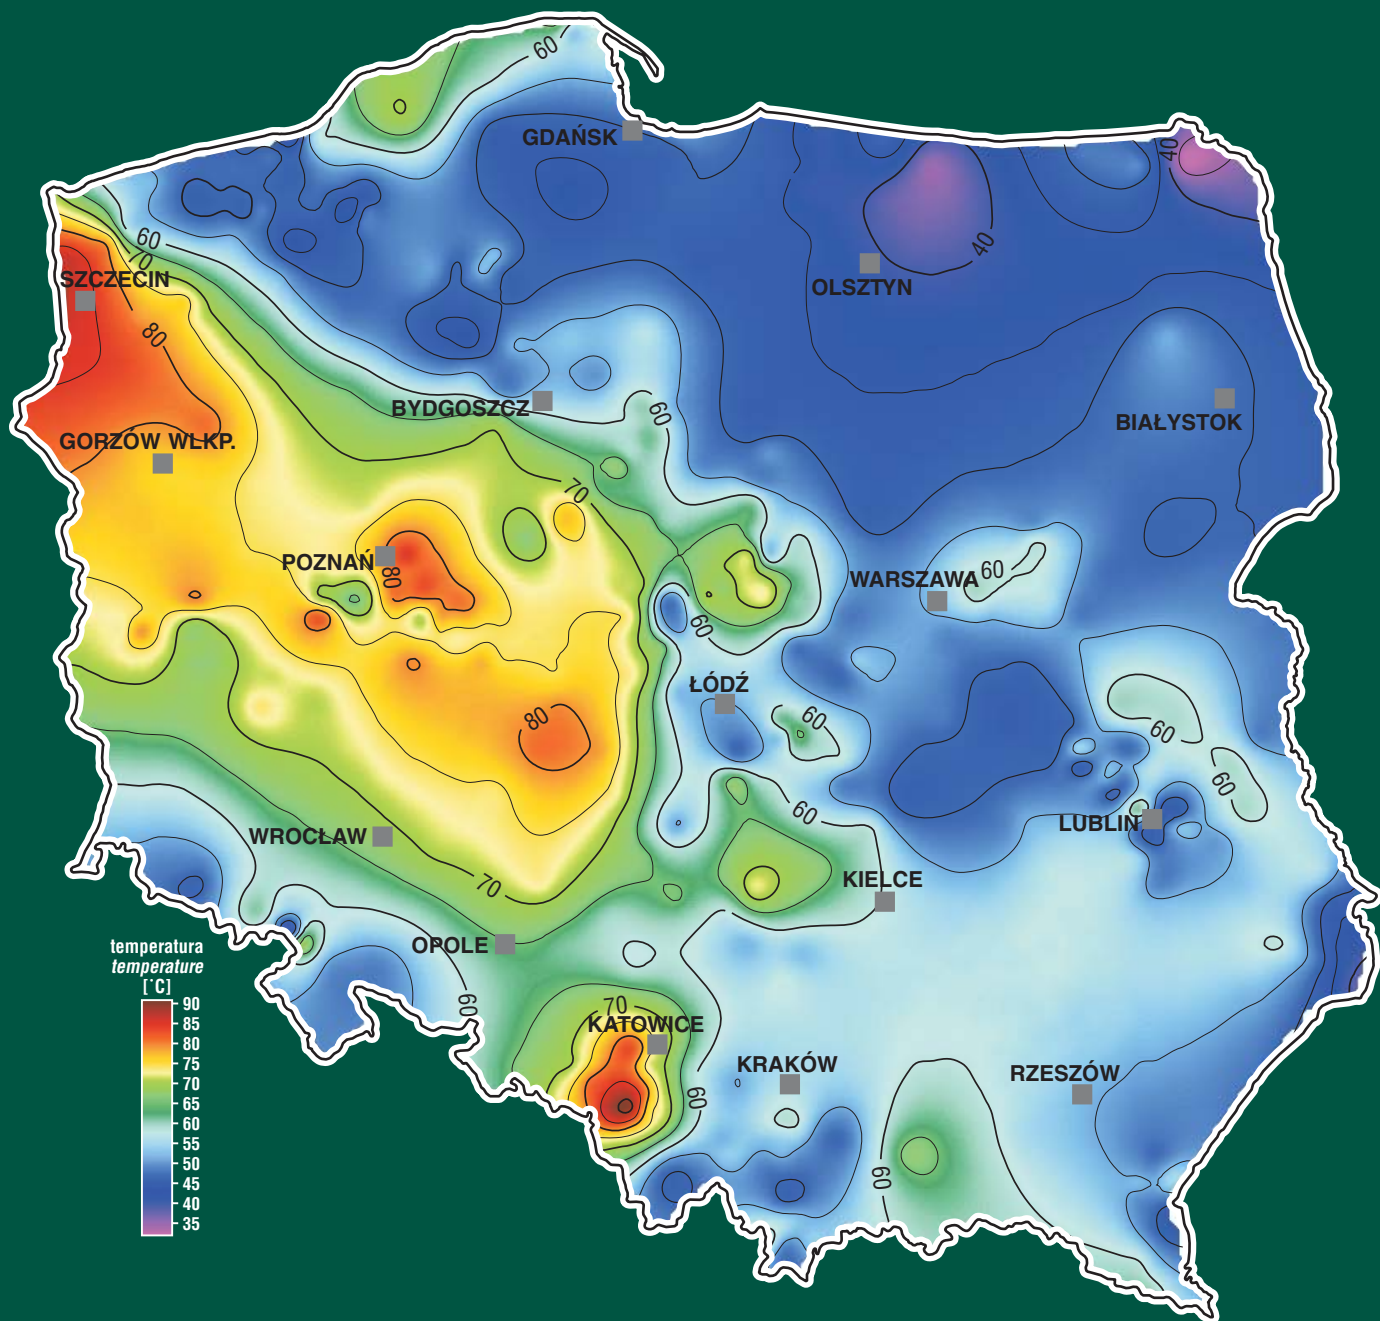 60
GDAŃSK
40
60
70
SZCZECIN
40
OLSZTYN
80
BYDGOSZCZ
60
BIAŁYSTOK
GORZÓW WLKP.
70
POZNAŃ
80
WARSZAWA
60
60
ŁÓDŹ
80
60
60
60
60
LUBLIN
WROCŁAW
70
KIELCE
OPOLE
temperatura
temperature
[°C]
90
85
80
75
70
65
60
55
50
45
40
35
60
70
KATOWICE
KRAKÓW
RZESZÓW
60
60